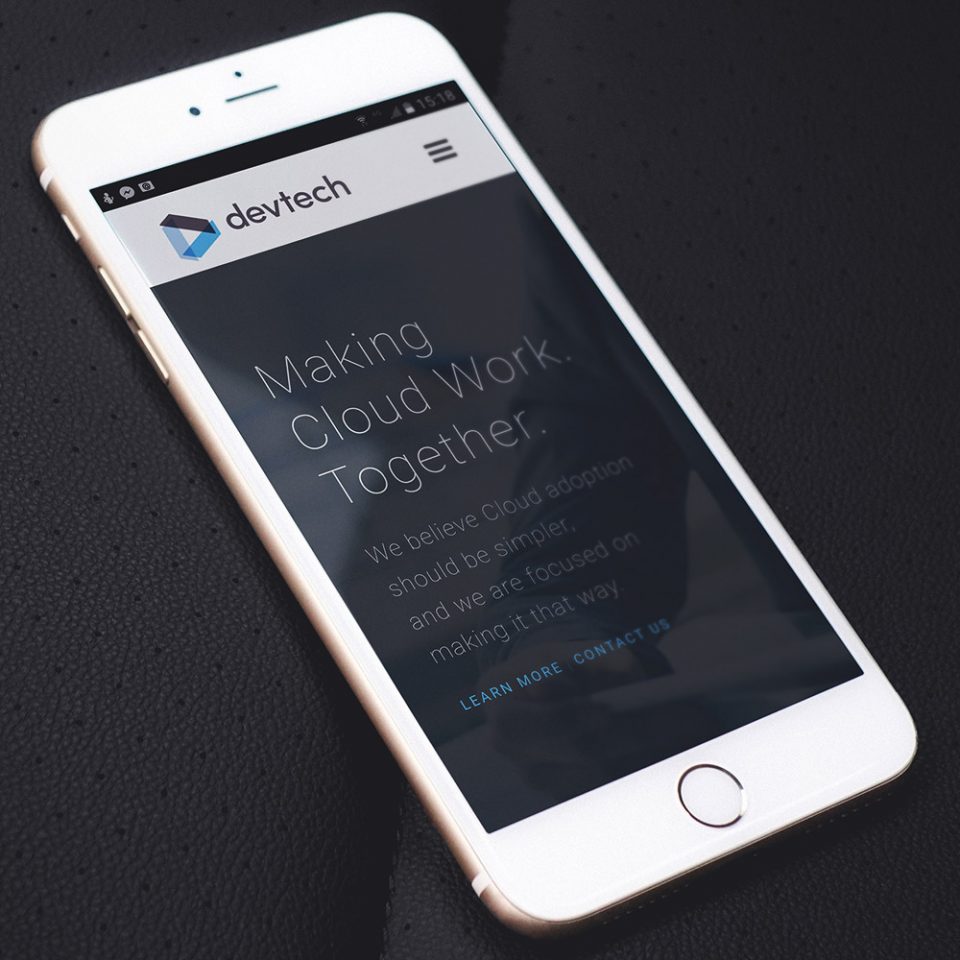 15:18
devtech
Making
Cloud Work.
Together.
We believe Cloud adoption
should be simpler,
and we are focused on
making it that way
LEARN MORE CONTACT US